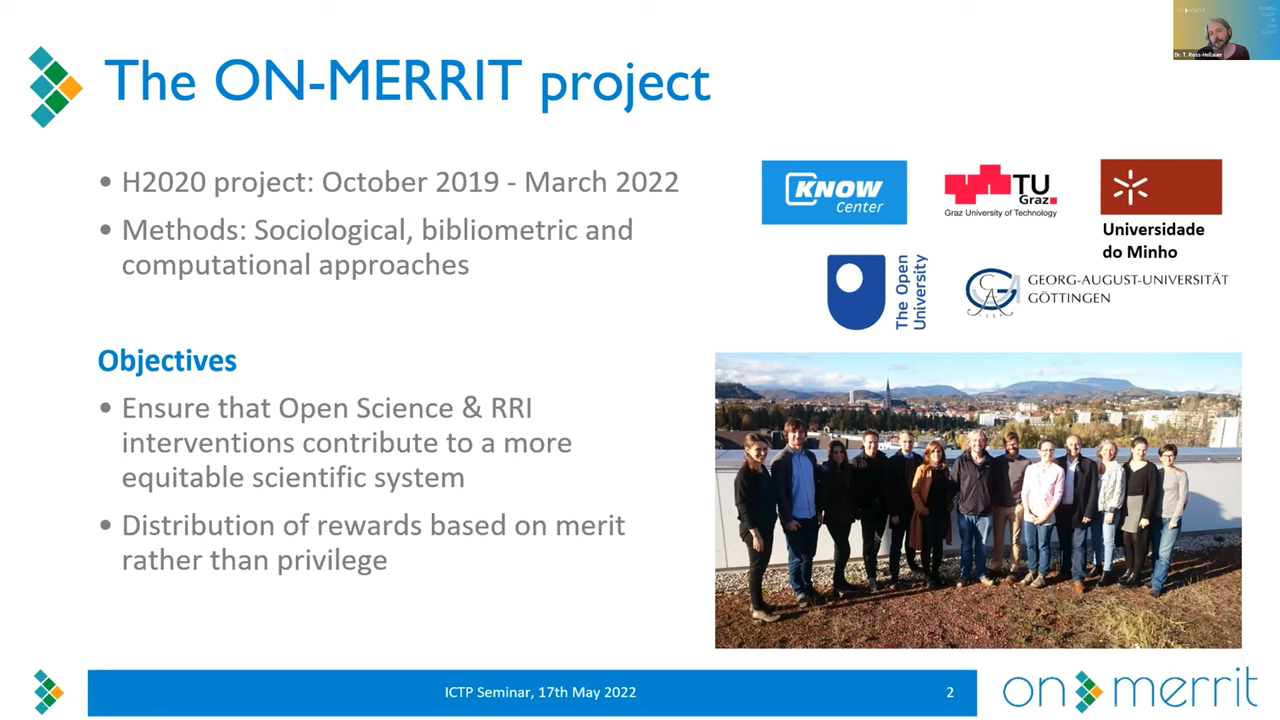 The ON-MERRIT project
on merrit
Dr. T. Ross-Hellauer
• H2020 project: October 2019 - March 2022
• Methods: Sociological, bibliometric and
computational approaches
Objectives
• Ensure that Open Science & RRI
interventions contribute to a more
equitable scientific system
• Distribution of rewards based on merit
rather than privilege
KNOW
Center
TU
Graz
Graz University of Technology
Universidade
do Minho
The Open
University
GEORG-AUGUST-UNIVERSITÄT
GÖTTINGEN
ICTP Seminar, 17th May 2022
2
on merrit